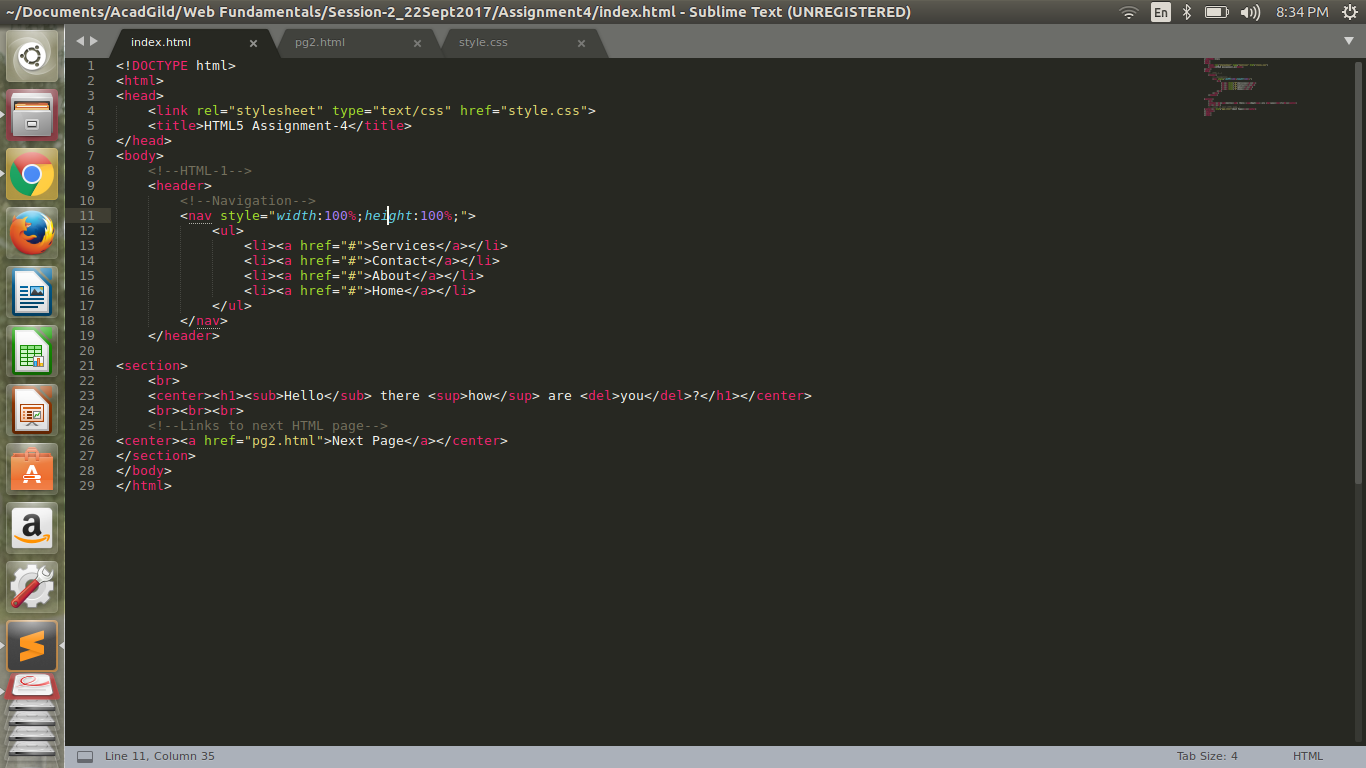 ~/Documents/AcadGild/Web Fundamentals/Session-2_22Sept2017/Assignment4/index.html - Sublime Text (UNREGISTERED) En 8:34 PM
index.html × pg2.html × style.css ×
1 <!DOCTYPE html>
2 <html>
3 <head>
4     <link rel="stylesheet" type="text/css" href="style.css">
5     <title>HTML5 Assignment-4</title>
6 </head>
7 <body>
8     <!--HTML-1-->
9     <header>
10         <!--Navigation-->
11         <nav style="width:100%;height:100%;">
12             <ul>
13                 <li><a href="#">Services</a></li>
14                 <li><a href="#">Contact</a></li>
15                 <li><a href="#">About</a></li>
16                 <li><a href="#">Home</a></li>
17             </ul>
18         </nav>
19     </header>
20
21 <section>
22     <br>
23     <center><h1><sub>Hello</sub> there <sup>how</sup> are <del>you</del>?</h1></center>
24     <br><br><br>
25     <!--Links to next HTML page-->
26 <center><a href="pg2.html">Next Page</a></center>
27 </section>
28 </body>
29 </html>
Line 11, Column 35 Tab Size: 4 HTML